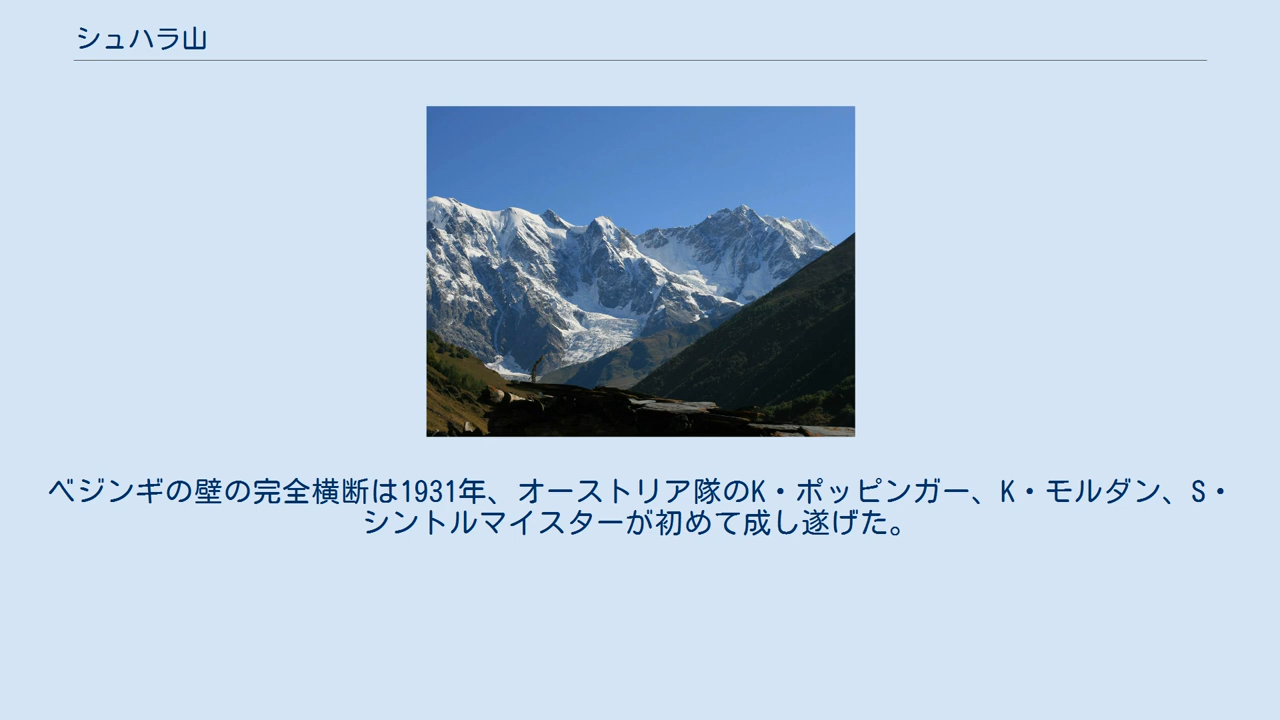 シュハラ山
ベジンギの壁の完全横断は1931年、オーストリア隊のK・ポッピンガー、K・モルダン、S・
シントルマイスターが初めて成し遂げた。